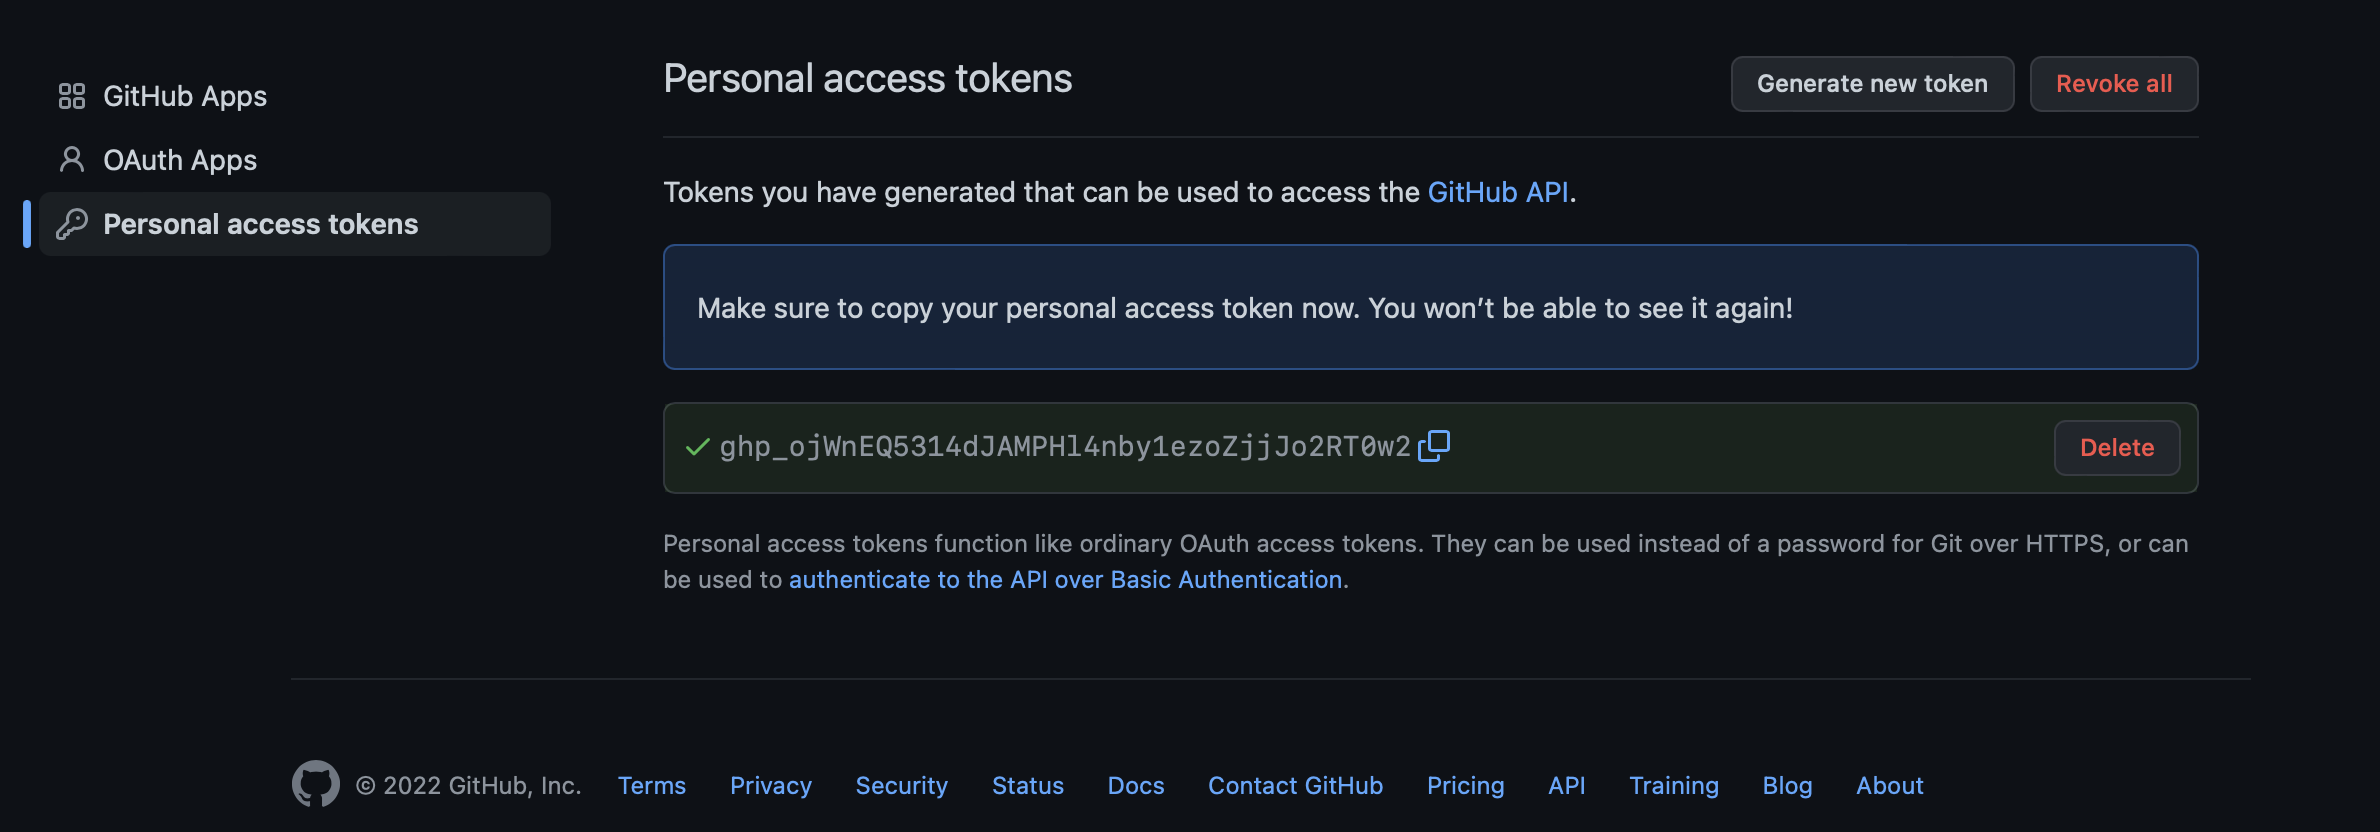 GitHub Apps
OAuth Apps
Personal access tokens
Personal access tokens
Generate new token
Revoke all
Tokens you have generated that can be used to access the GitHub API.
Make sure to copy your personal access token now. You won't be able to see it again!
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
Delete
Personal access tokens function like ordinary OAuth access tokens. They can be used instead of a password for Git over HTTPS, or can
be used to authenticate to the API over Basic Authentication.
© 2022 GitHub, Inc.
Terms
Privacy
Security
Status
Docs
Contact GitHub
Pricing
API
Training
Blog
About